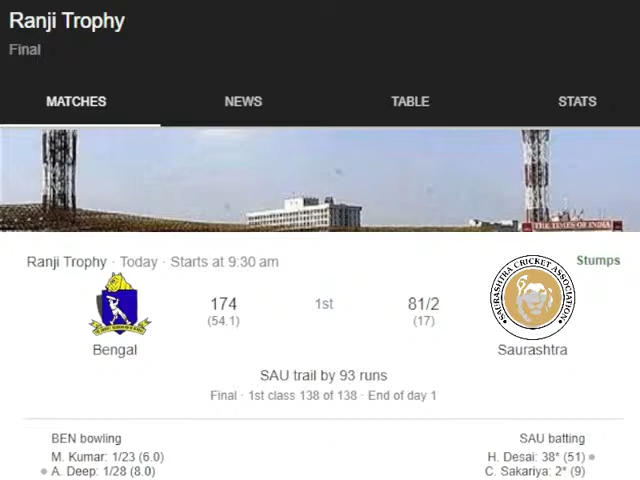 Ranji Trophy
Final
MATCHES NEWS TABLE STATS
THE TIMES OF INDIA
Ranji Trophy · Today · Starts at 9:30 am
Stumps
SAURASHTRA CRICKET ASSOCIATION
174 1st 81/2
(54.1) (17)
Bengal Saurashtra
SAU trail by 93 runs
Final · 1st class 138 of 138 · End of day 1
BEN bowling SAU batting
M. Kumar: 1/23 (6.0) H. Desai: 38* (51)
A. Deep: 1/28 (8.0) C. Sakariya: 2* (9)